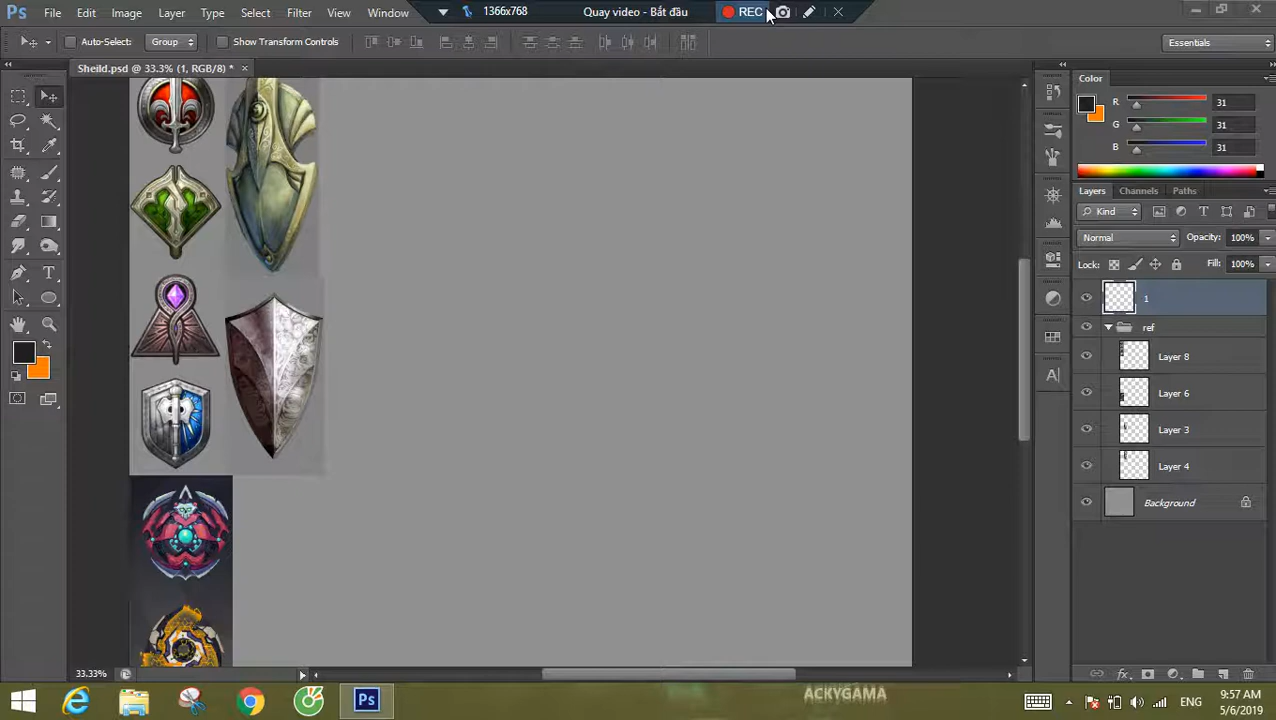 Ps File Edit Image Layer Type Select Filter View Window 1366x768 Quay video - Bắt đầu REC
Auto-Select: Group Show Transform Controls Essentials
Sheild.psd @ 33.3% (1, RGB/8) *
Color
R 31
G 31
B 31
Layers Channels Paths
Kind
Normal Opacity: 100%
Lock: Fill: 100%
1
ref
Layer 8
Layer 6
Layer 3
Layer 4
Background
33.33%
Ps ACKYGAMA ENG 9:57 AM
5/6/2019